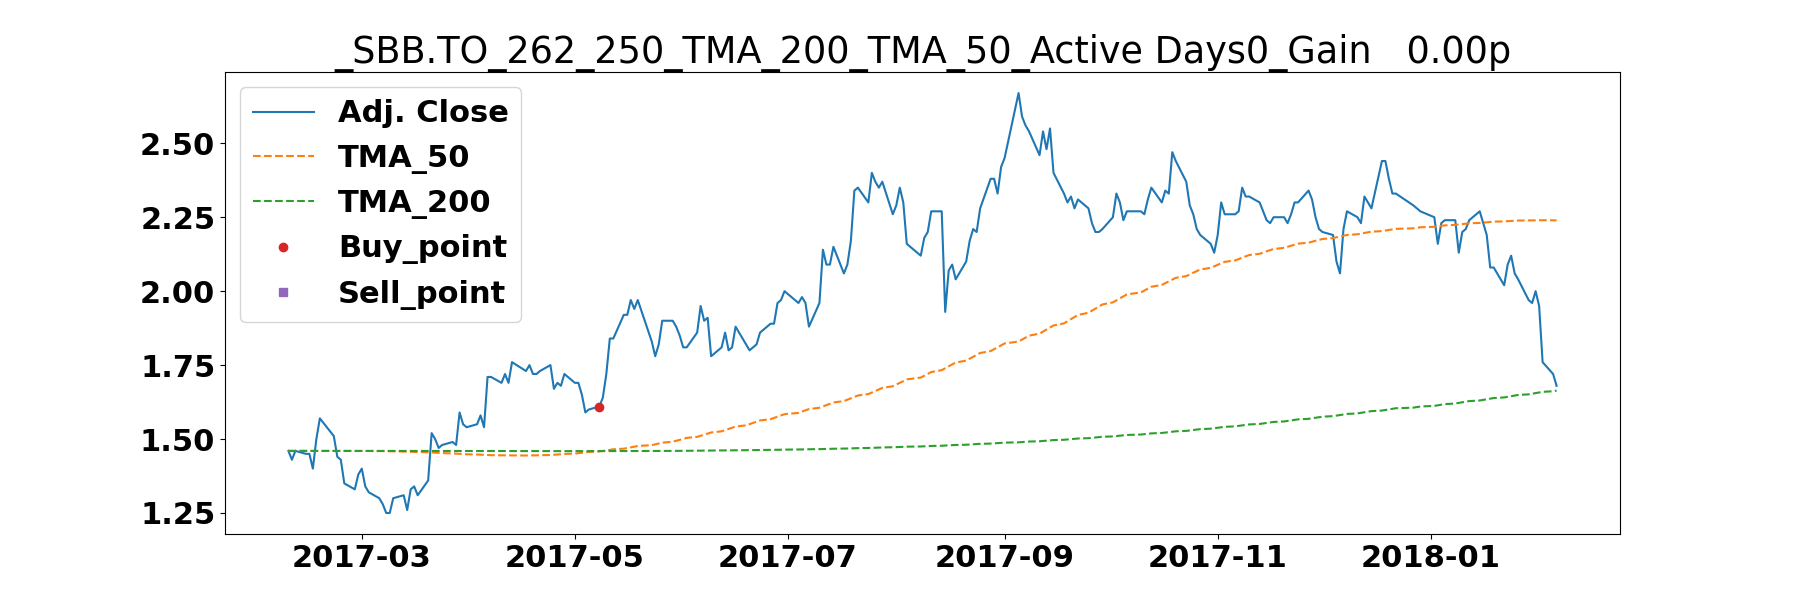 _SBB.TO_262_250_TMA_200_TMA_50_Active Days0_Gain   0.00p
Adj. Close
TMA_50
TMA_200
Buy_point
Sell_point
2.50
2.25
2.00
1.75
1.50
1.25
2017-03 2017-05 2017-07 2017-09 2017-11 2018-01